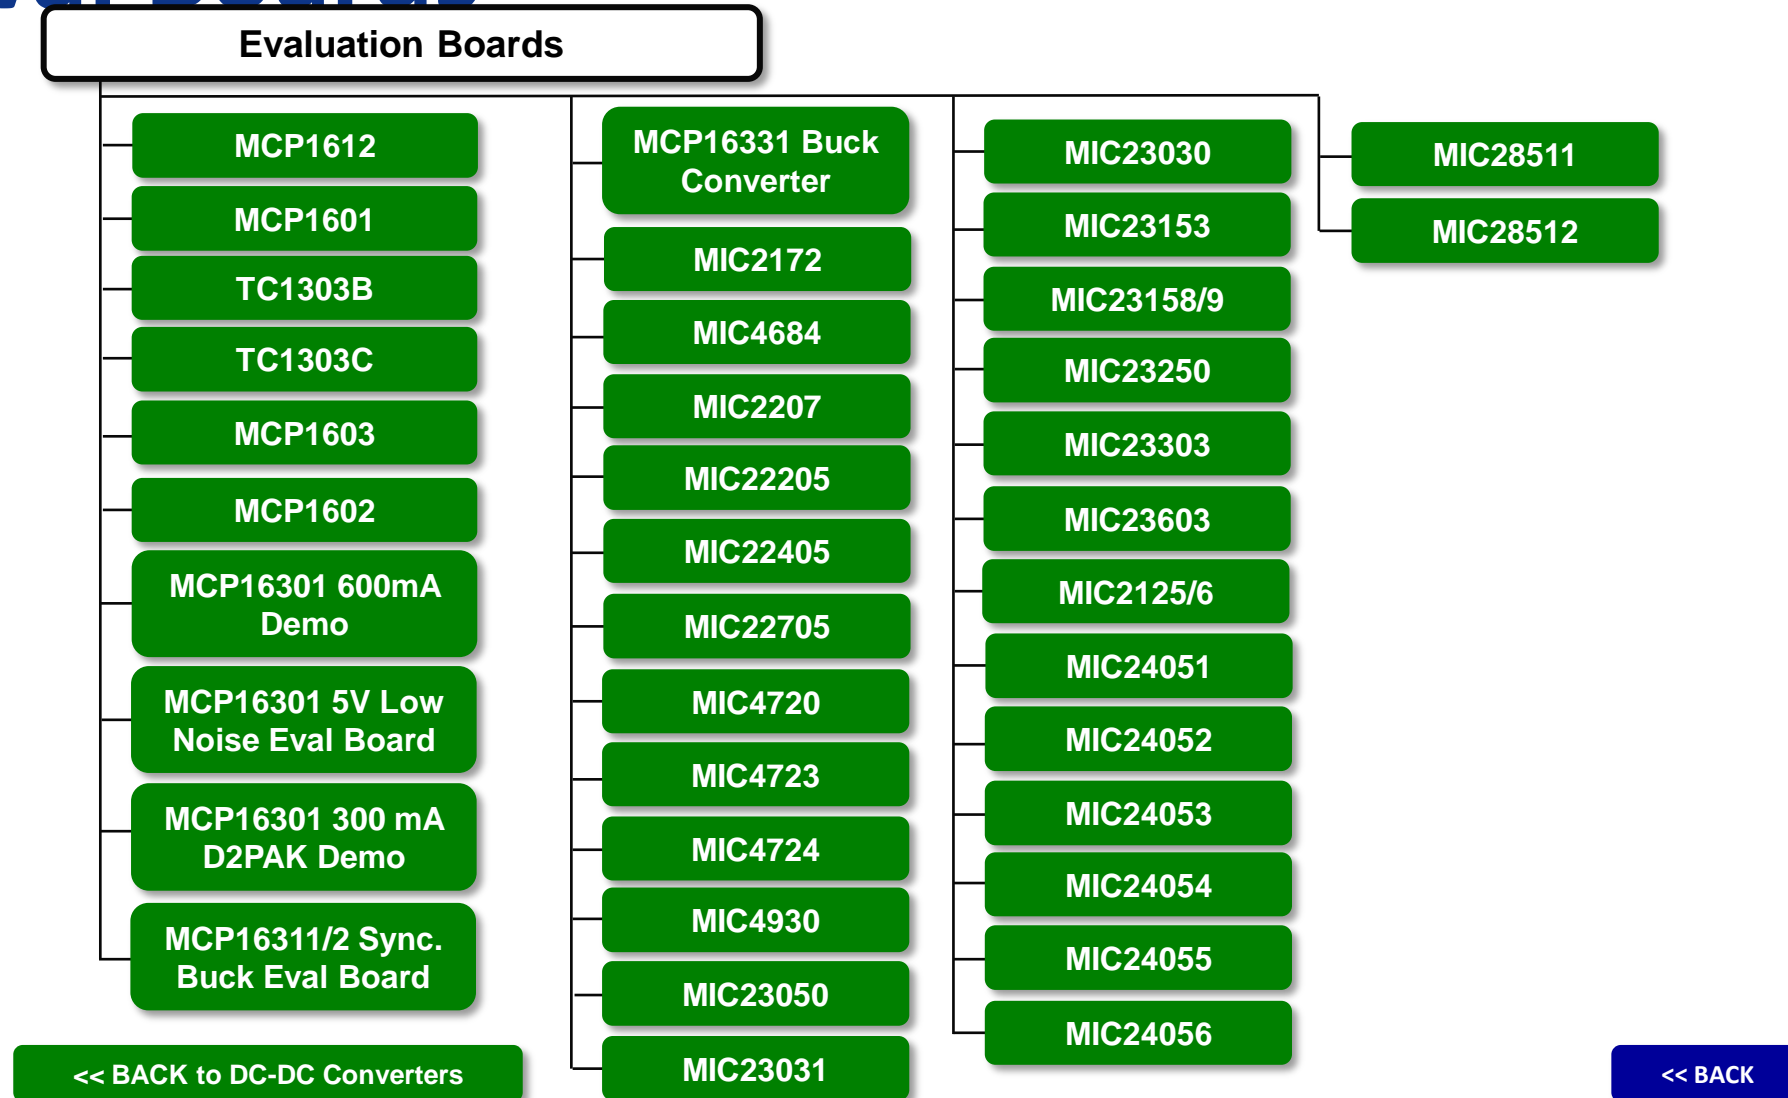 Evaluation Boards
MCP1612
MCP1601
TC1303B
TC1303C
MCP1603
MCP1602
MCP16301 600mA
Demo
MCP16301 5V Low
Noise Eval Board
MCP16301 300 mA
D2PAK Demo
MCP16311/2 Sync.
Buck Eval Board
MCP16331 Buck
Converter
MIC2172
MIC4684
MIC2207
MIC22205
MIC22405
MIC22705
MIC4720
MIC4723
MIC4724
MIC4930
MIC23050
MIC23031
MIC23030
MIC23153
MIC23158/9
MIC23250
MIC23303
MIC23603
MIC2125/6
MIC24051
MIC24052
MIC24053
MIC24054
MIC24055
MIC24056
MIC28511
MIC28512
<< BACK to DC-DC Converters
<< BACK